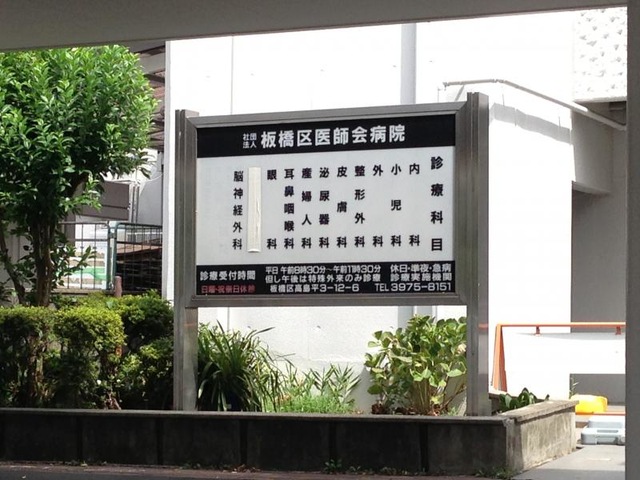 社団法人 板橋区医師会病院
診療科目
内科
小児科
外科
整形外科
皮膚科
泌尿器科
産婦人科
耳鼻咽喉科
眼科
脳神経外科
診療受付時間
日曜・祝祭日休診
平日 午前8時30分〜午前11時30分
但し午後は特殊外来のみ診療
板橋区高島平3-12-6
休日・準夜・急病
診療実施機関
TEL 3975-8151